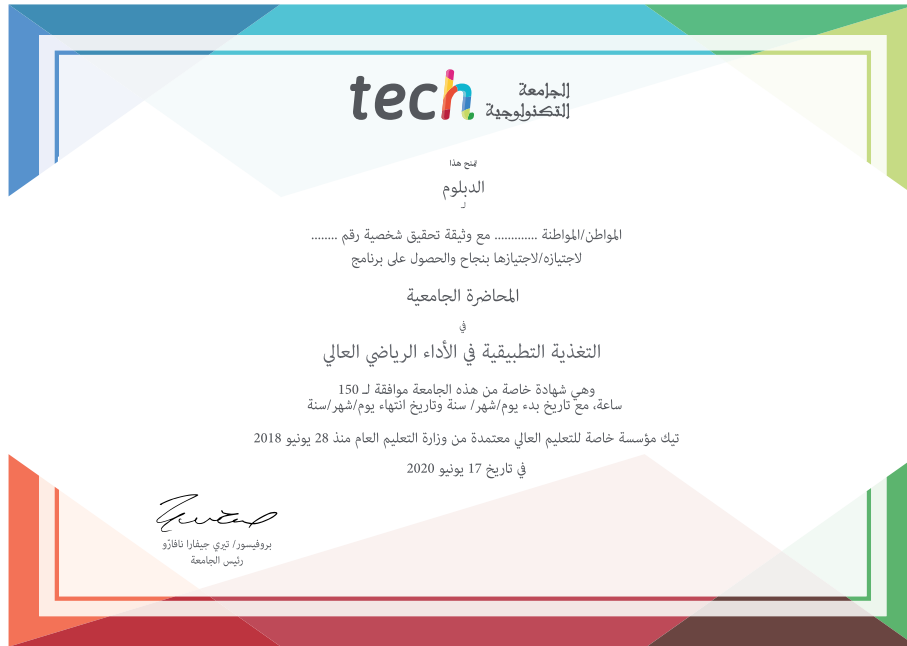 tech
الجامعة
التكنولوجية
يمنح هذا
الدبلوم
لـ
المواطن/المواطنة ............. مع وثيقة تحقيق شخصية رقم ........
لاجتيازه/لاجتيازها بنجاح والحصول على برنامج
المحاضرة الجامعية
في
التغذية التطبيقية في الأداء الرياضي العالي
وهي شهادة خاصة من هذه الجامعة موافقة لـ 150
ساعة، مع تاريخ بدء يوم/شهر/ سنة وتاريخ انتهاء يوم/شهر/سنة
تيك مؤسسة خاصة للتعليم العالي معتمدة من وزارة التعليم العام منذ 28 يونيو 2018
في تاريخ 17 يونيو 2020
بروفيسور/ تيري جيفارا نافارّو
رئيس الجامعة